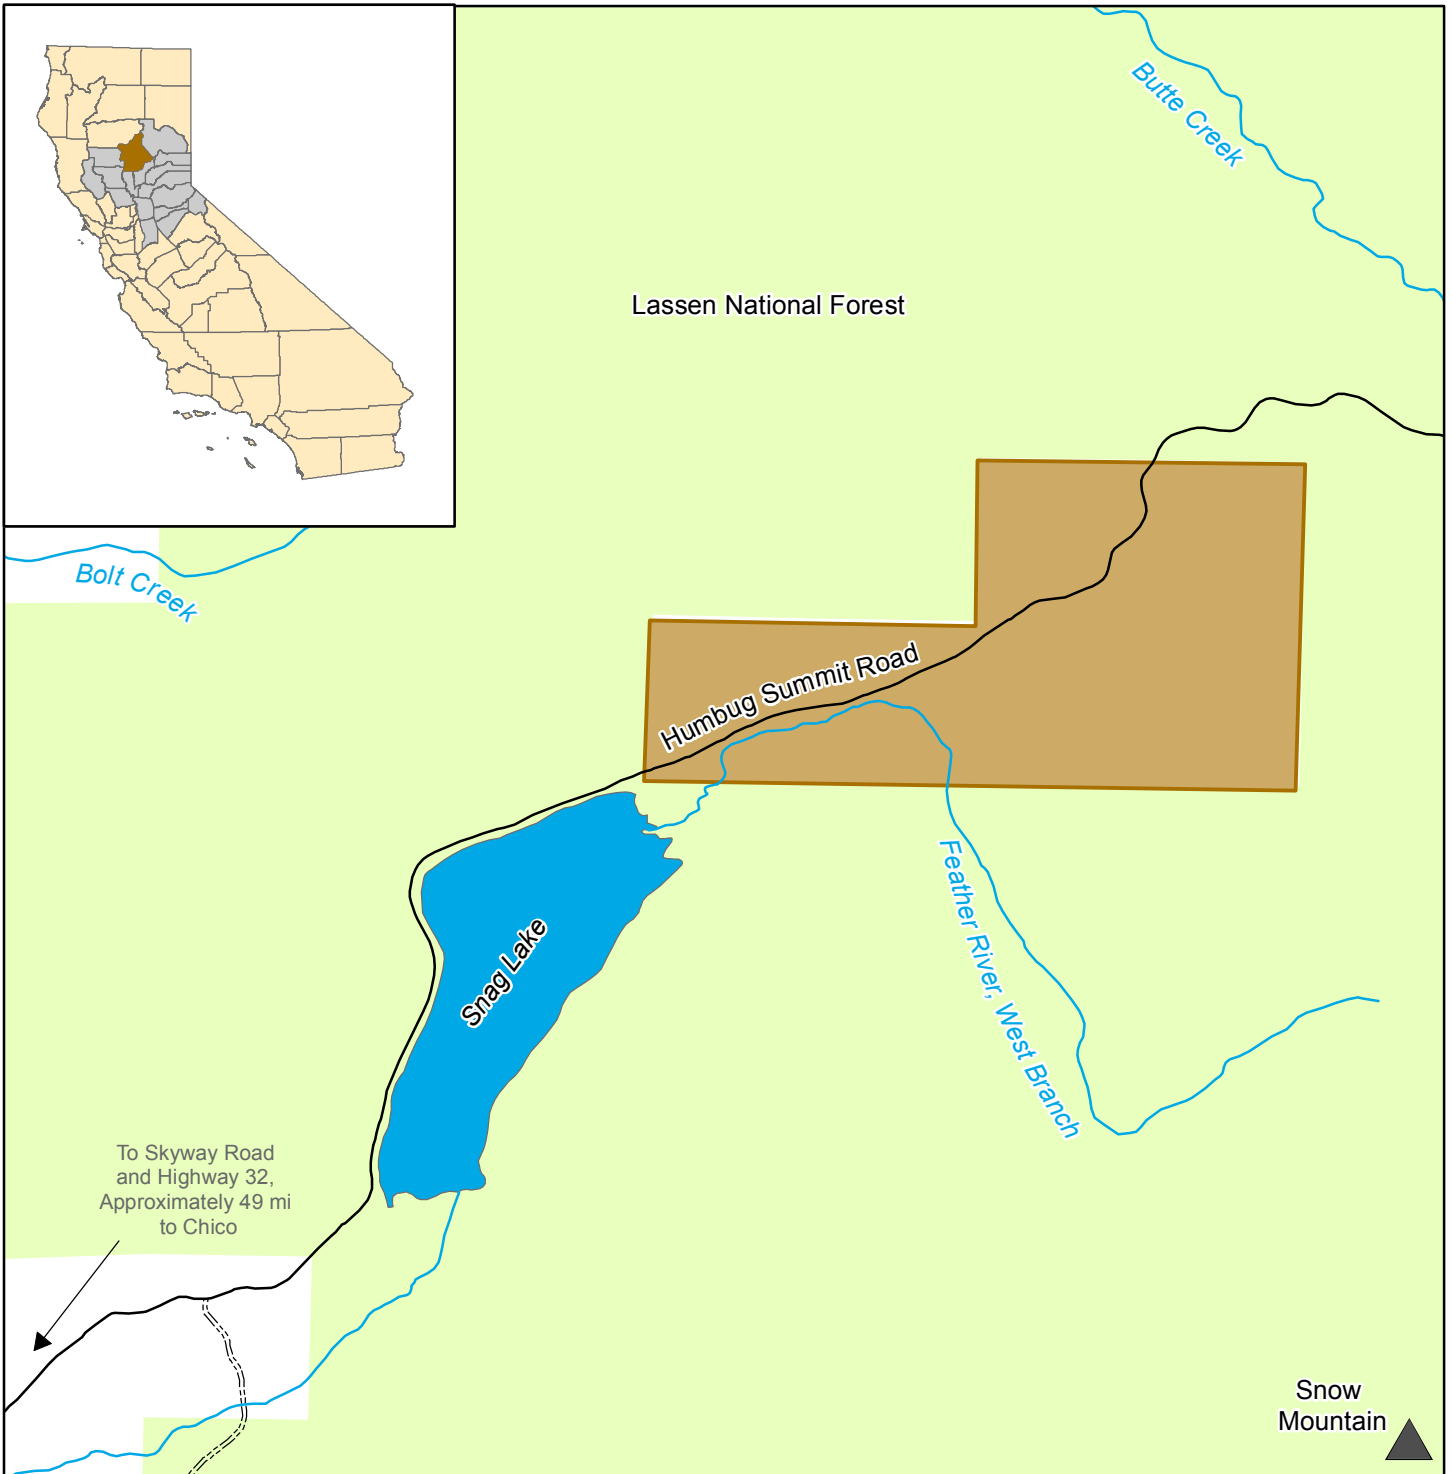 Butte Creek
Lassen National Forest
Bolt Creek
Humbug Summit Road
Feather River, West Branch
Snag Lake
To Skyway Road
and Highway 32,
Approximately 49 mi
to Chico
Snow
Mountain